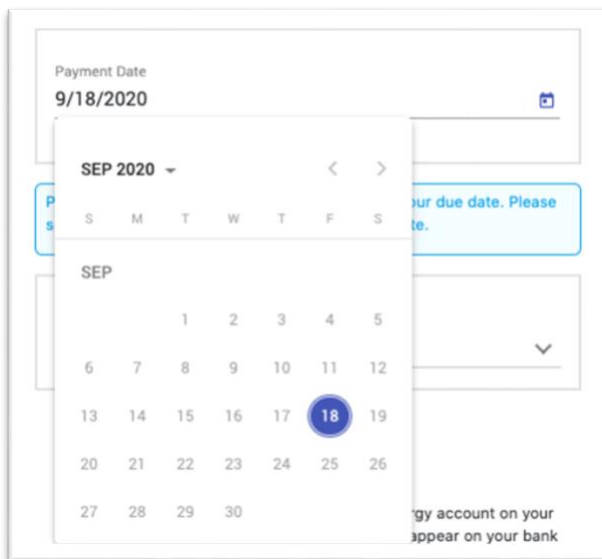 Payment Date
9/18/2020
SEP 2020
P
our due date. Please
S M T W T F S
s
te.
SEP
1 2 3 4 5
6 7 8 9 10 11 12
13 14 15 16 17 18 19
20 21 22 23 24 25 26
27 28 29 30
rgy account on your
appear on your bank